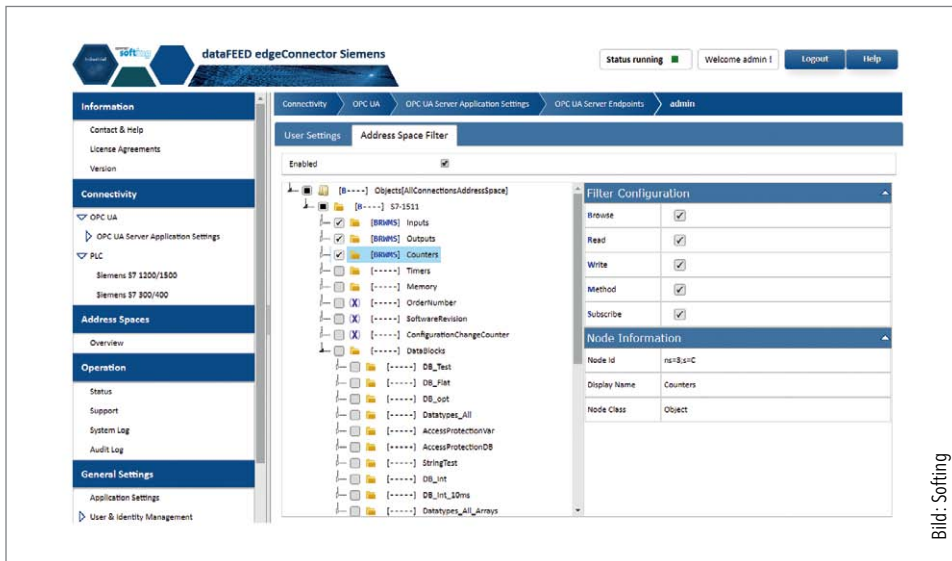 softing
dataFEED edgeConnector Siemens
Status running
Welcome admin !
Logout
Help
Information
Contact & Help
License Agreements
Version
Connectivity
OPC UA
OPC UA Server Application Settings
PLC
Siemens S7 1200/1500
Siemens S7 300/400
Address Spaces
Overview
Operation
Status
Support
System Log
Audit Log
General Settings
Application Settings
User & Identity Management
Connectivity
OPC UA
OPC UA Server Application Settings
OPC UA Server Endpoints
admin
User Settings
Address Space Filter
Enabled
[B----] Objects[AllConnectionsAddressSpace]
[B----] S7-1511
[BRWMS] Inputs
[BRWMS] Outputs
[BRWMS] Counters
[-----] Timers
[-----] Memory
(X) [-----] OrderNumber
(X) [-----] SoftwareRevision
(X) [-----] ConfigurationChangeCounter
[-----] DataBlocks
[-----] DB_Test
[-----] DB_Flat
[-----] DB_opt
[-----] Datatypes_All
[-----] AccessProtectionVar
[-----] AccessProtectionDB
[-----] StringTest
[-----] DB_Int
[-----] DB_Int_10ms
[-----] Datatypes_All_Arrays
Filter Configuration
Browse
Read
Write
Method
Subscribe
Node Information
Node Id ns=3;s=C
Display Name Counters
Node Class Object
Bild: Softing